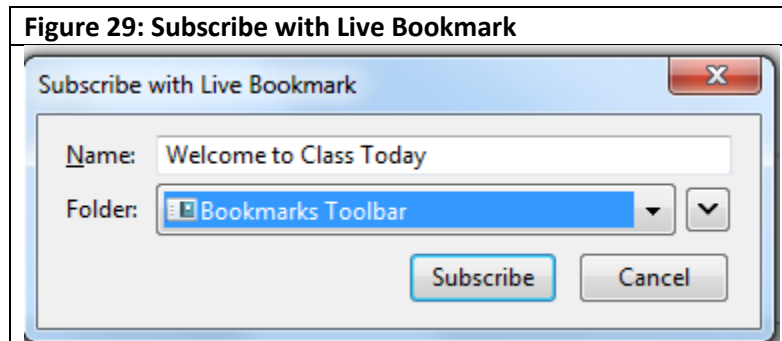 Figure 29: Subscribe with Live Bookmark
Subscribe with Live Bookmark
Name: Welcome to Class Today
Folder: Bookmarks Toolbar
Subscribe Cancel